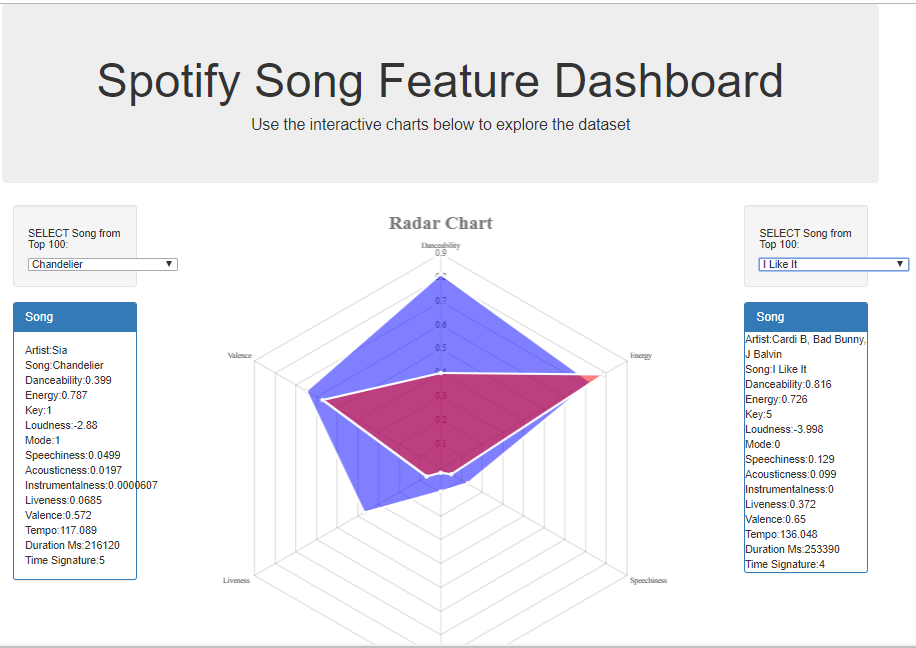 Spotify Song Feature Dashboard
Use the interactive charts below to explore the dataset
SELECT Song from
Top 100:
Chandelier
Song
Artist:Sia
Song:Chandelier
Danceability:0.399
Energy:0.787
Key:1
Loudness:-2.88
Mode:1
Speechiness:0.0499
Acousticness:0.0197
Instrumentalness:0.0000607
Liveness:0.0685
Valence:0.572
Tempo:117.089
Duration Ms:216120
Time Signature:5
Radar Chart
Danceability
0.9
0.7
0.6
0.5
0.4
0.3
0.2
0.1
Valence
Energy
Liveness
Speechiness
SELECT Song from
Top 100:
I Like It
Song
Artist:Cardi B, Bad Bunny,
J Balvin
Song:I Like It
Danceability:0.816
Energy:0.726
Key:5
Loudness:-3.998
Mode:0
Speechiness:0.129
Acousticness:0.099
Instrumentalness:0
Liveness:0.372
Valence:0.65
Tempo:136.048
Duration Ms:253390
Time Signature:4